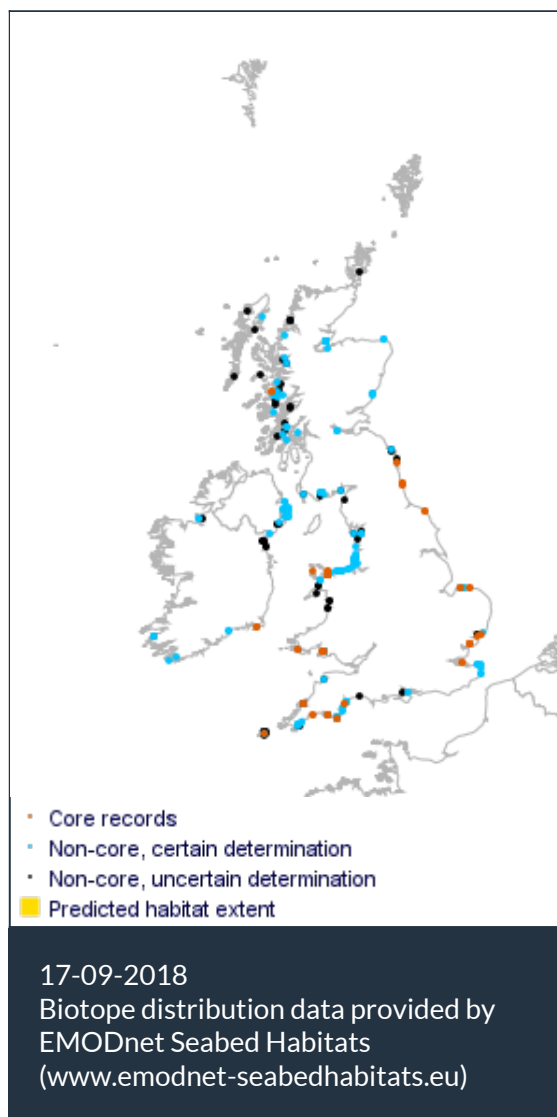 Core records
Non-core, certain determination
Non-core, uncertain determination
Predicted habitat extent
17-09-2018
Biotope distribution data provided by
EMODnet Seabed Habitats
(www.emodnet-seabedhabitats.eu)